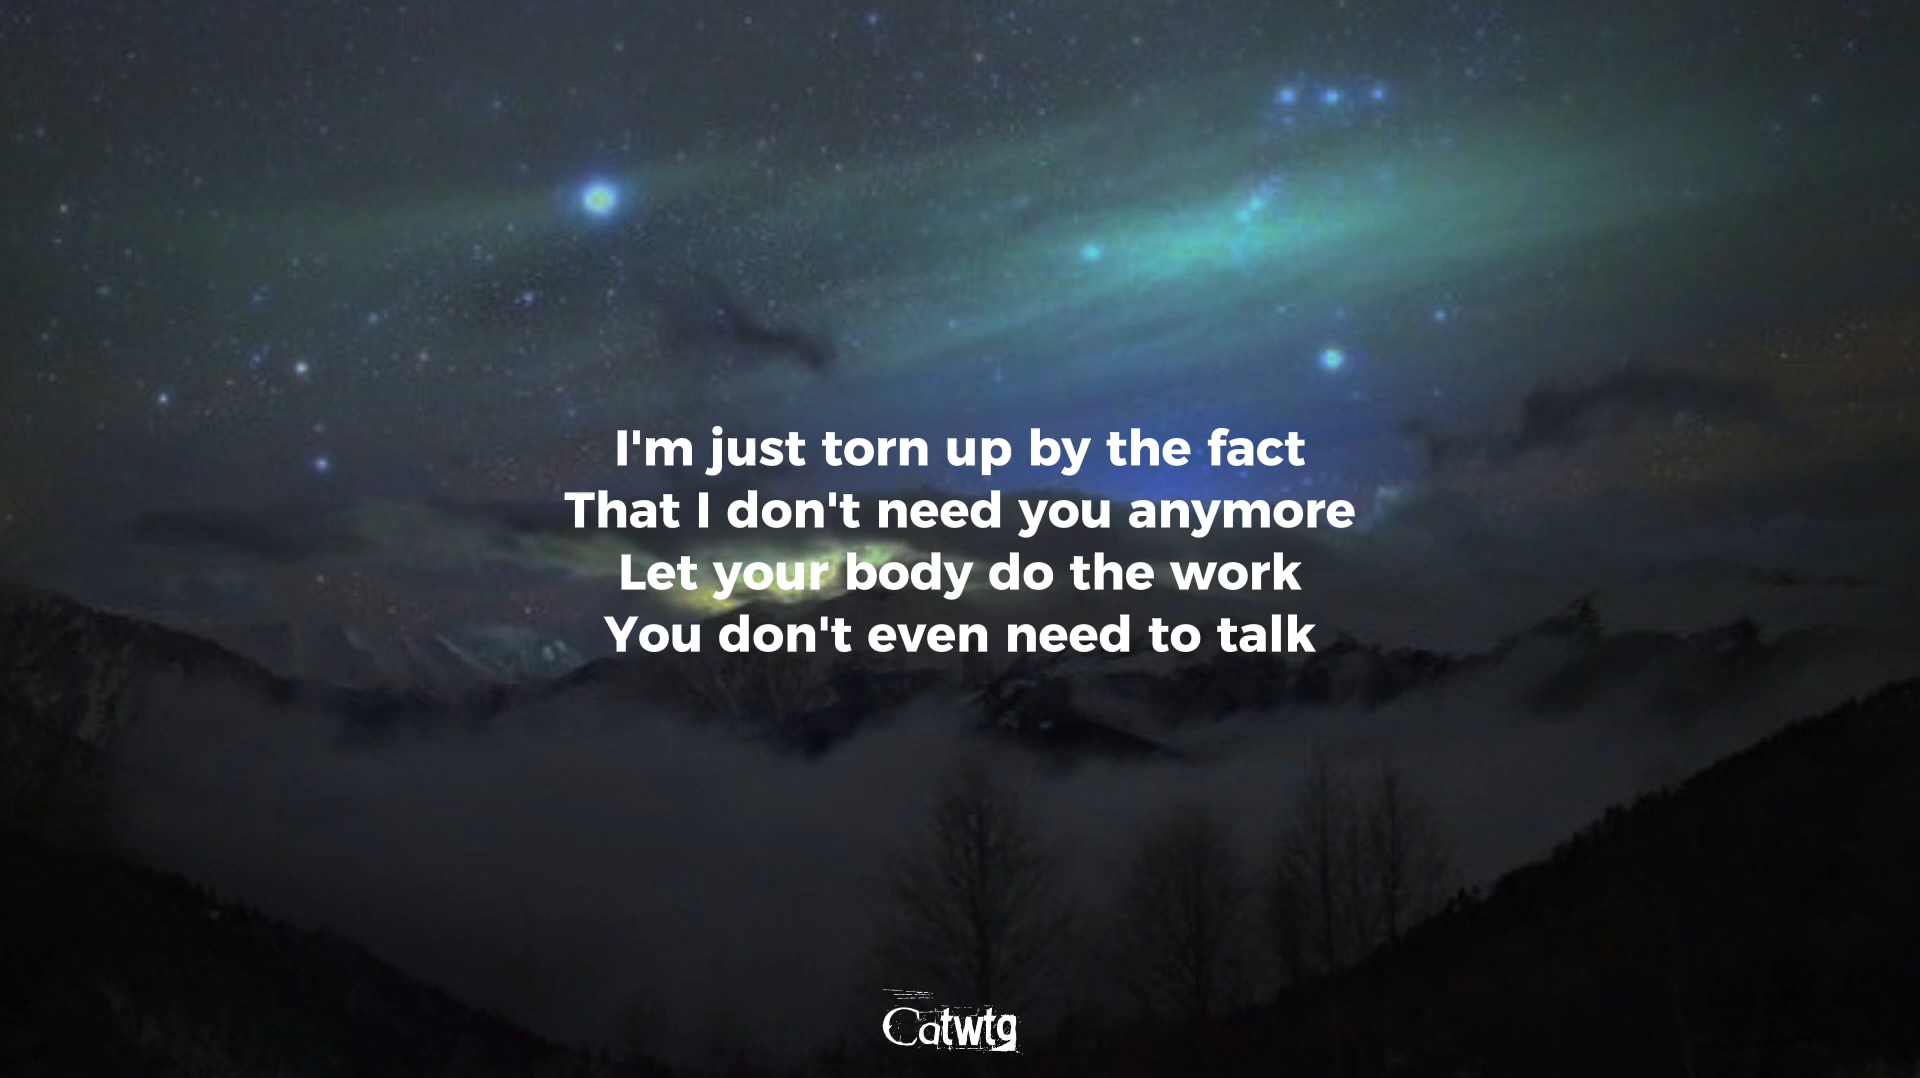 I'm just torn up by the fact
That I don't need you anymore
Let your body do the work
You don't even need to talk
Catwtg